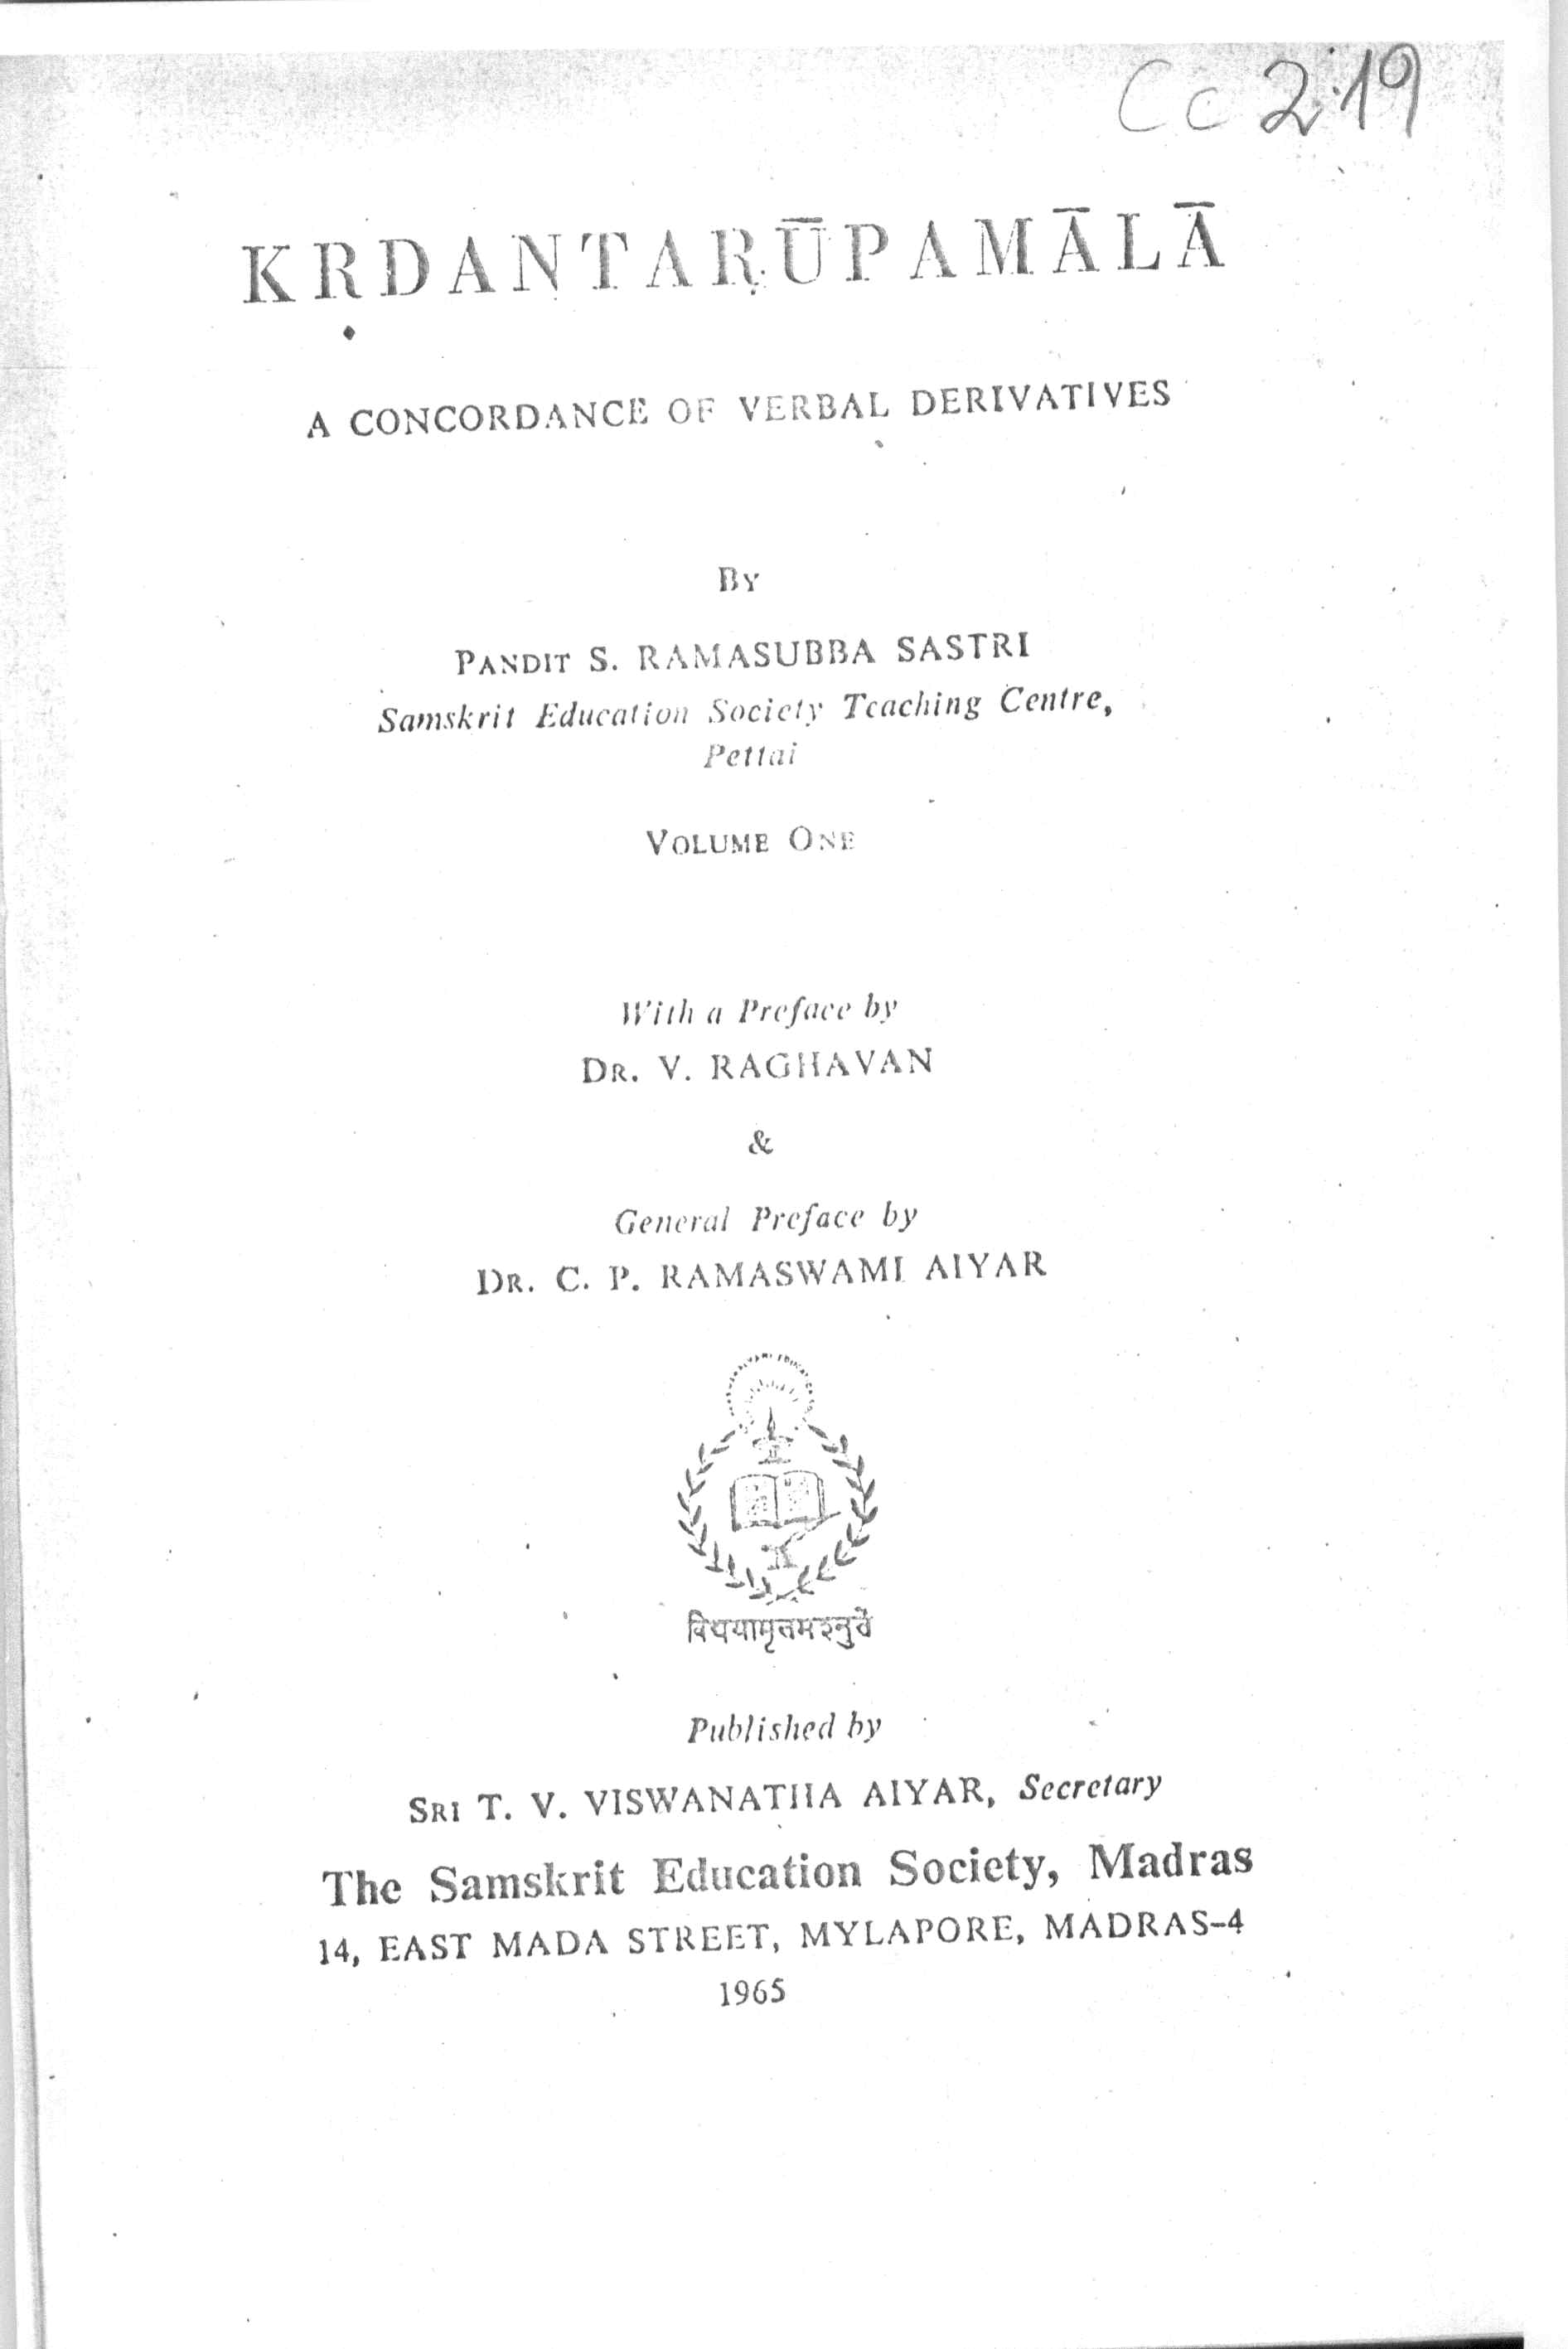 Cc 2.19
KṚDANTARŪPAMĀLĀ
A CONCORDANCE OF VERBAL DERIVATIVES
BY
PANDIT S. RAMASUBBA SASTRI
Samskrit Education Society Teaching Centre,
Pettai
VOLUME ONE
With a Preface by
DR. V. RAGHAVAN
&
General Preface by
DR. C. P. RAMASWAMI AIYAR
विद्ययामृतमश्नुते
Published by
SRI T. V. VISWANATHA AIYAR, Secretary
The Samskrit Education Society, Madras
14, EAST MADA STREET, MYLAPORE, MADRAS-4
1965